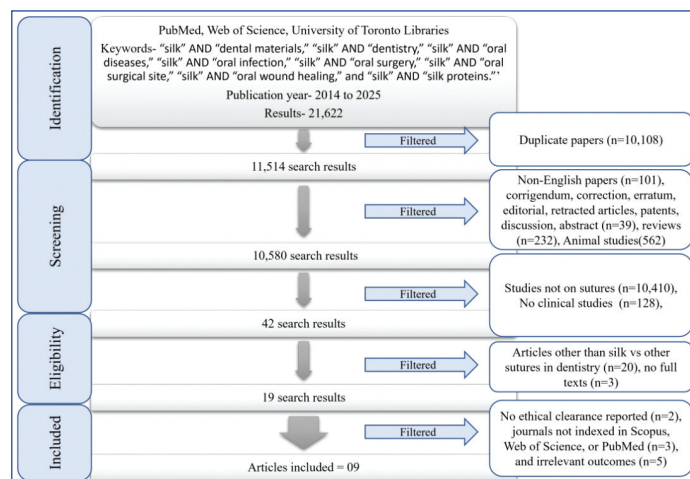 PubMed, Web of Science, University of Toronto Libraries
Keywords- “silk” AND “dental materials,” “silk” AND “dentistry,” “silk” AND “oral
diseases,” “silk” AND “oral infection,” “silk” AND “oral surgery,” “silk” AND “oral
surgical site,” “silk” AND “oral wound healing,” and “silk” AND “silk proteins.”'
Publication year- 2014 to 2025
Results- 21,622
Identification
Filtered
Duplicate papers (n=10,108)
11,514 search results
Screening
Filtered
Non-English papers (n=101),
corrigendum, correction, erratum,
editorial, retracted articles, patents,
discussion, abstract (n=39), reviews
(n=232), Animal studies(562)
10,580 search results
Filtered
Studies not on sutures (n=10,410),
No clinical studies (n=128),
42 search results
Eligibility
Filtered
Articles other than silk vs other
sutures in dentistry (n=20), no full
texts (n=3)
19 search results
Included
Filtered
No ethical clearance reported (n=2),
journals not indexed in Scopus,
Web of Science, or PubMed (n=3),
and irrelevant outcomes (n=5)
Articles included = 09